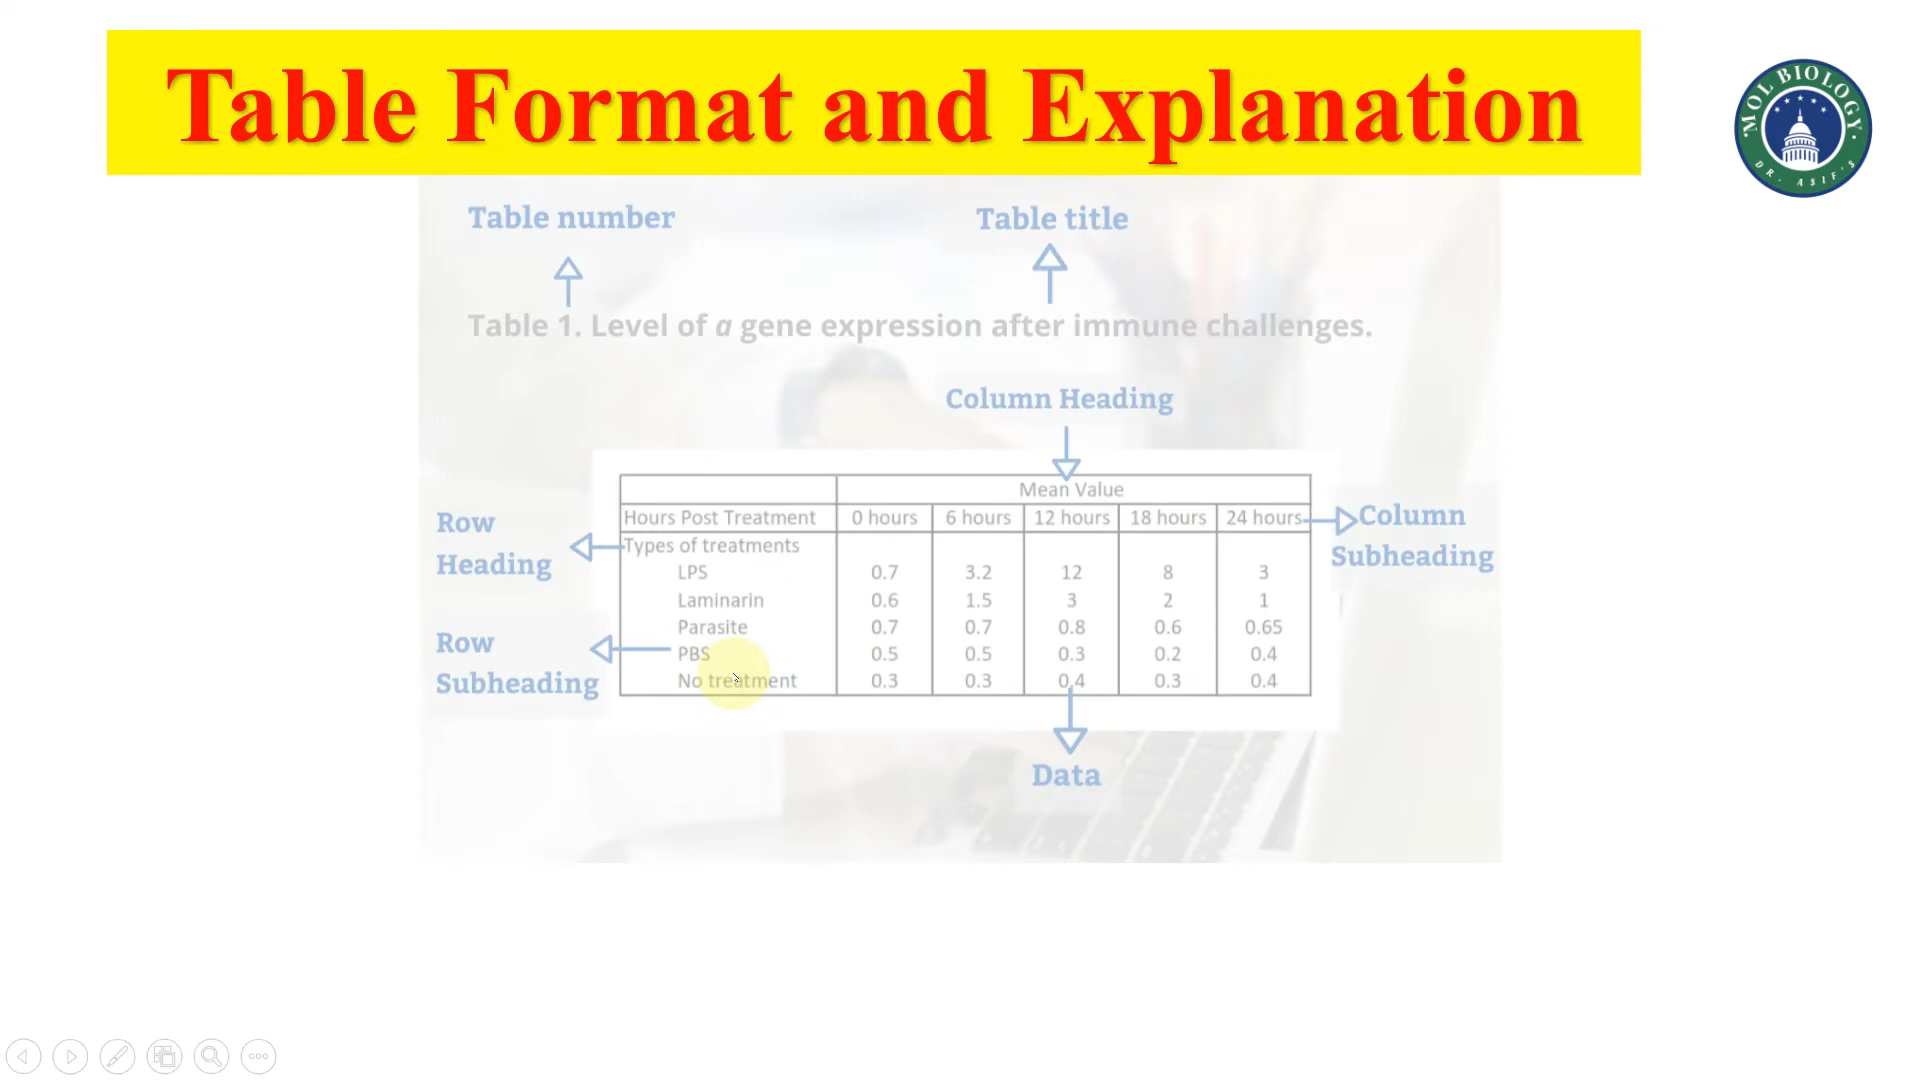 Table Format and Explanation
MOL BIOLOGY
DR. ASIF'S
Table number
Table title
Table 1. Level of a gene expression after immune challenges.
Column Heading
Mean Value
Hours Post Treatment 0 hours 6 hours 12 hours 18 hours 24 hours
Row
Heading
Column
Subheading
Types of treatments
LPS 0.7 3.2 12 8 3
Laminarin 0.6 1.5 3 2 1
Parasite 0.7 0.7 0.8 0.6 0.65
Row
Subheading
PBS 0.5 0.5 0.3 0.2 0.4
No treatment 0.3 0.3 0.4 0.3 0.4
Data